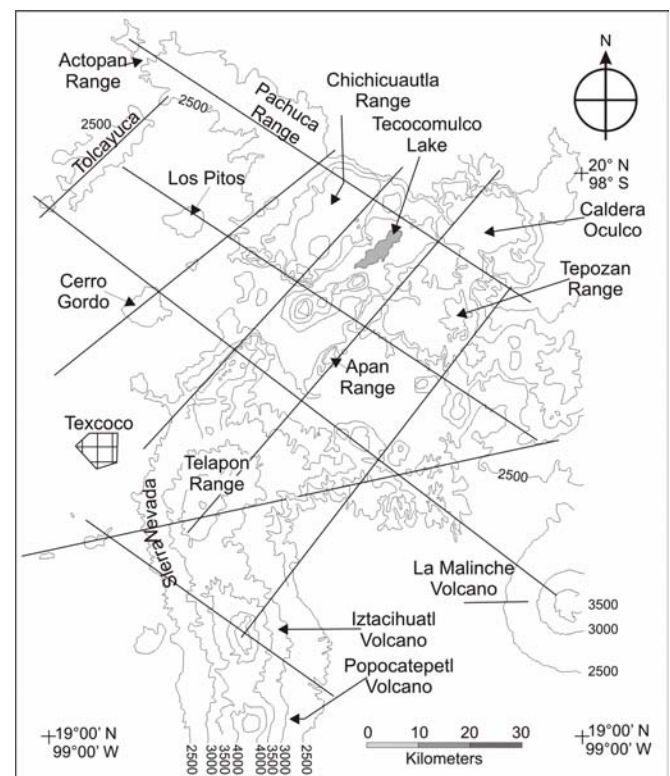 Actopan
Range
N
Pachuca
Range
Chichicuautla
Range
2500
2500
Tecocomulco
Lake
Tolcayuca
20° N
98° S
Los Pitos
Caldera
Oculco
Cerro
Gordo
Tepozan
Range
Apan
Range
Texcoco
Telapon
Range
2500
Sierra Nevada
La Malinche
Volcano
3500
3000
Iztacihuatl
Volcano
2500
Popocatepetl
Volcano
19°00' N
99°00' W
2500
3000
3500
4000
4000
3000
2500
0 10 20 30
Kilometers
19°00' N
99°00' W